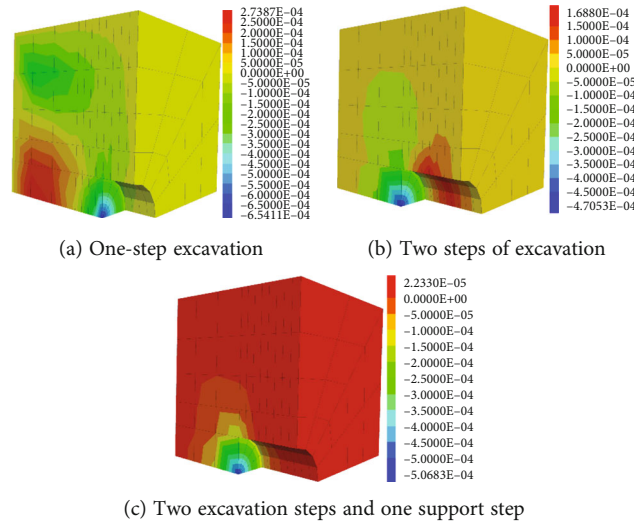 2.7387E–04
2.5000E–04
2.0000E–04
1.5000E–04
1.0000E–04
5.0000E–05
0.0000E+00
–5.0000E–05
–1.0000E–04
–1.5000E–04
–2.0000E–04
–2.5000E–04
–3.0000E–04
–3.5000E–04
–4.0000E–04
–4.5000E–04
–5.0000E–04
–5.5000E–04
–6.0000E–04
–6.5000E–04
–6.5411E–04
(a) One-step excavation
1.6880E–04
1.5000E–04
1.0000E–04
5.0000E–05
0.0000E+00
–5.0000E–05
–1.0000E–04
–1.5000E–04
–2.0000E–04
–2.5000E–04
–3.0000E–04
–3.5000E–04
–4.0000E–04
–4.5000E–04
–4.7053E–04
(b) Two steps of excavation
2.2330E–05
0.0000E+00
–5.0000E–05
–1.0000E–04
–1.5000E–04
–2.0000E–04
–2.5000E–04
–3.0000E–04
–3.5000E–04
–4.0000E–04
–4.5000E–04
–5.0000E–04
–5.0683E–04
(c) Two excavation steps and one support step